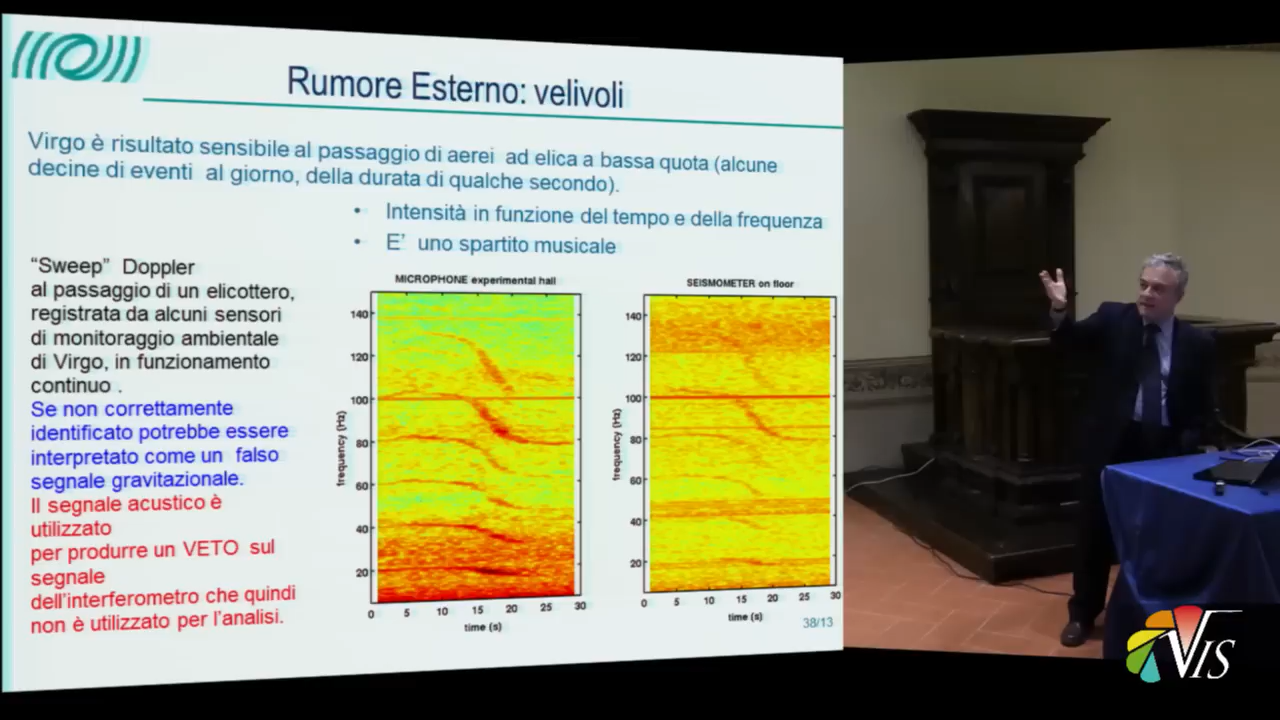 Rumore Esterno: velivoli
Virgo è risultato sensibile al passaggio di aerei ad elica a bassa quota (alcune
decine di eventi al giorno, della durata di qualche secondo).
• Intensità in funzione del tempo e della frequenza
• E' uno spartito musicale
“Sweep” Doppler
al passaggio di un elicottero,
registrata da alcuni sensori
di monitoraggio ambientale
di Virgo, in funzionamento
continuo .
Se non correttamente
identificato potrebbe essere
interpretato come un falso
segnale gravitazionale.
Il segnale acustico è
utilizzato
per produrre un VETO sul
segnale
dell'interferometro che quindi
non è utilizzato per l'analisi.
MICROPHONE experimental hall
frequency (Hz)
140
120
100
80
60
40
20
0 5 10 15 20 25 30
time (s)
SEISMOMETER on floor
frequency (Hz)
140
120
100
80
60
40
20
0 5 10 15 20 25 30
time (s)
38/13
VIS